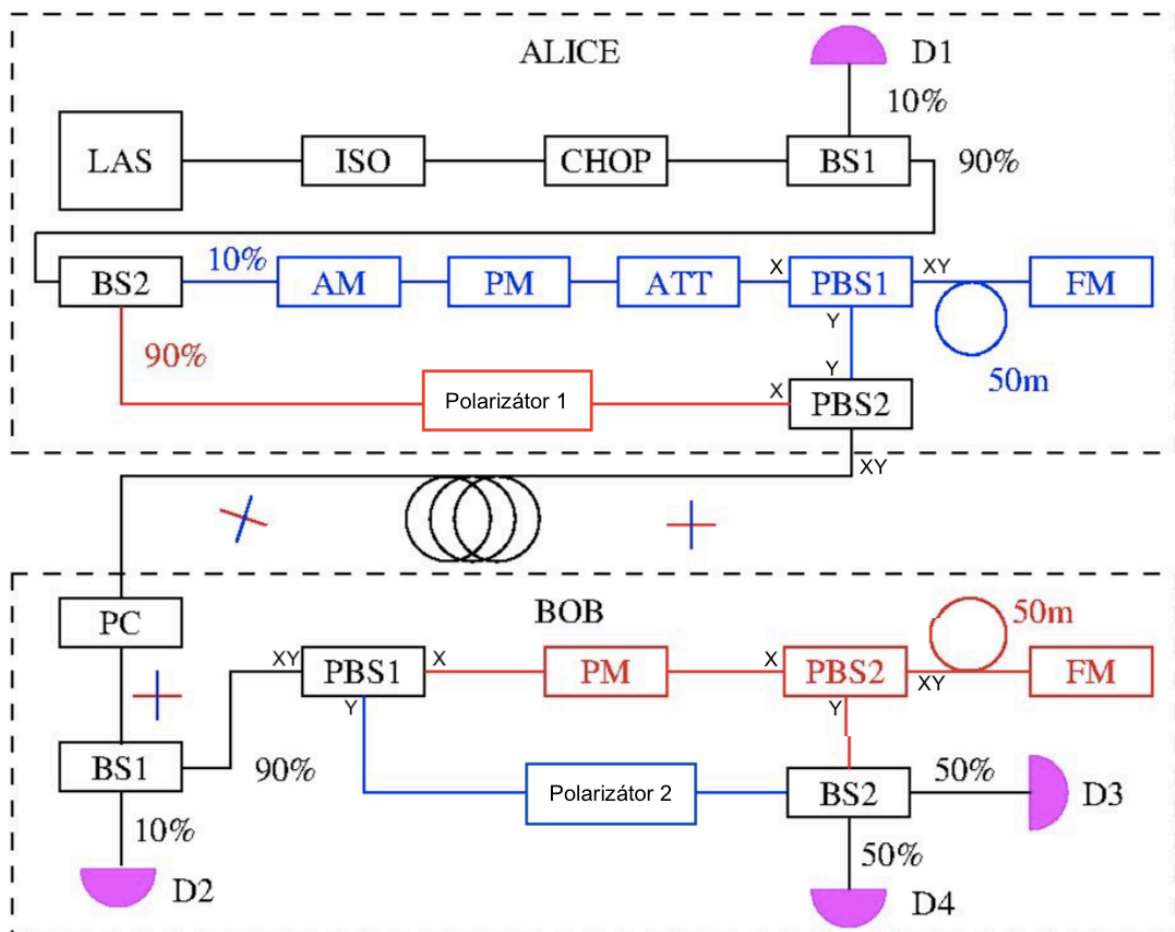 ALICE
D1
10%
LAS
ISO
CHOP
BS1
90%
BS2
10%
AM
PM
ATT
X
PBS1
XY
FM
Y
50m
90%
Polarizátor 1
Y
X
PBS2
XY
PC
BOB
50m
XY
PBS1
X
PM
X
PBS2
XY
FM
Y
Y
BS1
90%
Polarizátor 2
BS2
50%
D3
10%
50%
D2
D4